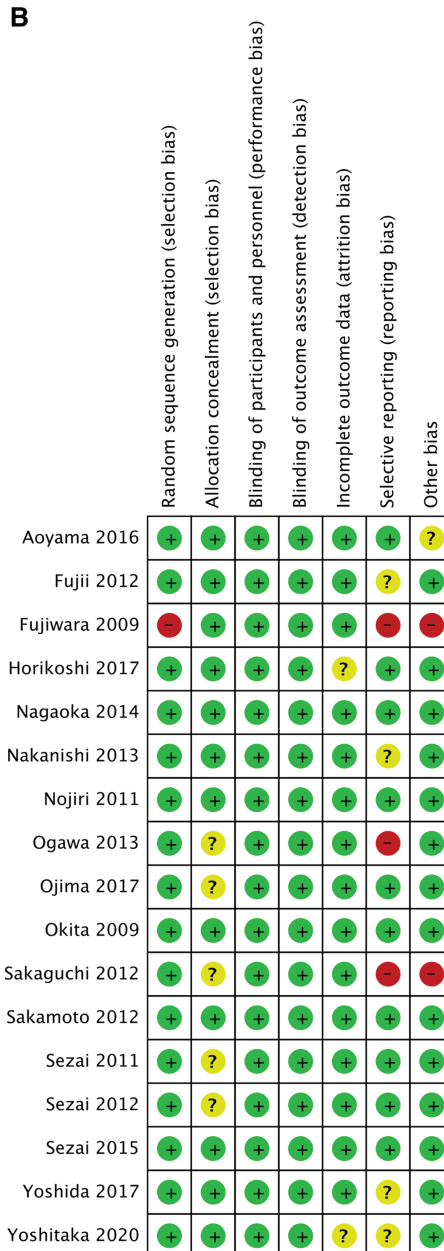 B
Random sequence generation (selection bias)
Allocation concealment (selection bias)
Blinding of participants and personnel (performance bias)
Blinding of outcome assessment (detection bias)
Incomplete outcome data (attrition bias)
Selective reporting (reporting bias)
Other bias
Aoyama 2016 + + + + + + ?
Fujii 2012 + + + + + ? +
Fujiwara 2009 - + + + + - -
Horikoshi 2017 + + + + ? + +
Nagaoka 2014 + + + + + + +
Nakanishi 2013 + + + + + ? +
Nojiri 2011 + + + + + + +
Ogawa 2013 + ? + + + - +
Ojima 2017 + ? + + + + +
Okita 2009 + + + + + + +
Sakaguchi 2012 + ? + + + - -
Sakamoto 2012 + + + + + + +
Sezai 2011 + ? + + + + +
Sezai 2012 + ? + + + + +
Sezai 2015 + + + + + + +
Yoshida 2017 + + + + + ? +
Yoshitaka 2020 + + + + ? ? +